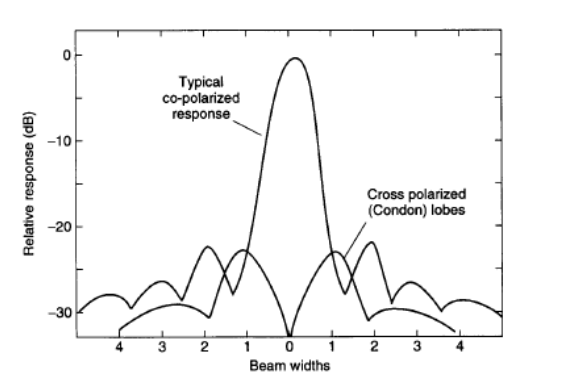 0
Typical
co-polarized
response
−10
Cross polarized
(Condon) lobes
−20
−30
Relative response (dB)
4 3 2 1 0 1 2 3 4
Beam widths